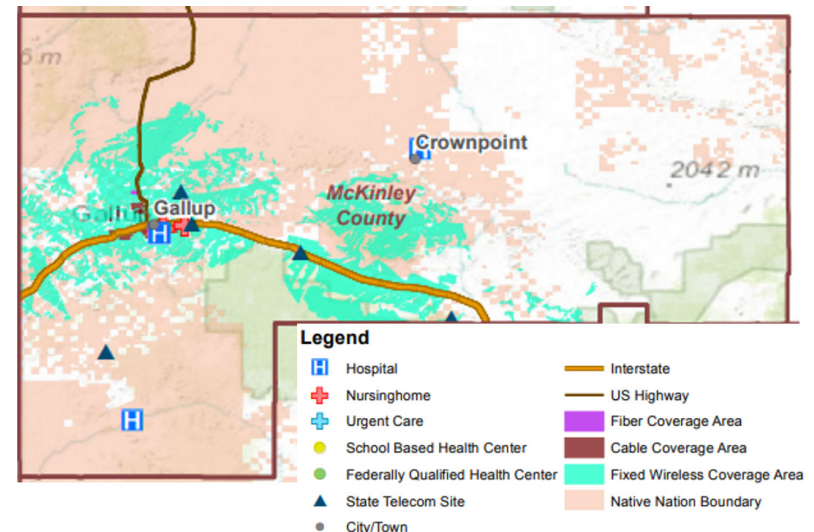 6 m
Crownpoint
2042 m
McKinley
County
Gallup
Gallup
Legend
Hospital
Interstate
Nursinghome
US Highway
Urgent Care
Fiber Coverage Area
School Based Health Center
Cable Coverage Area
Federally Qualified Health Center
Fixed Wireless Coverage Area
State Telecom Site
Native Nation Boundary
City/Town